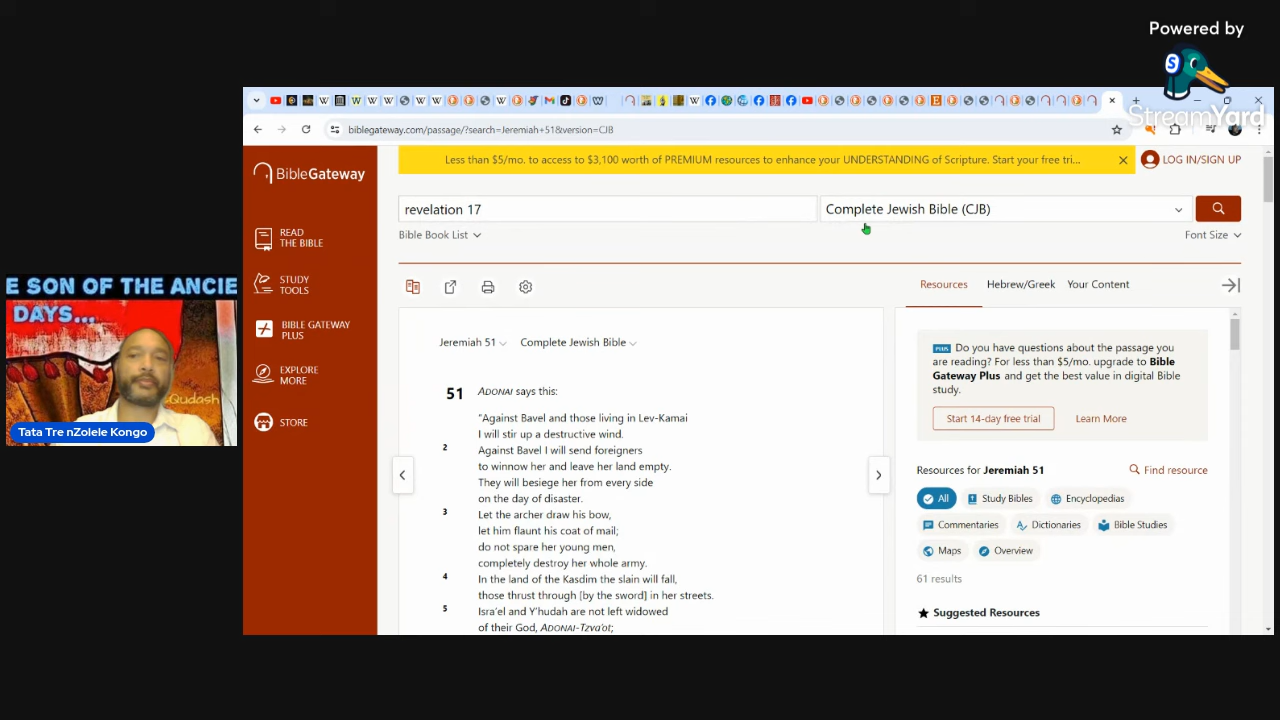 Powered by
StreamYard
biblegateway.com/passage/?search=Jeremiah+51&version=CJB
BibleGateway
Less than $5/mo. to access to $3,100 worth of PREMIUM resources to enhance your UNDERSTANDING of Scripture. Start your free tri...
LOG IN/SIGN UP
revelation 17
Complete Jewish Bible (CJB)
Bible Book List
Font Size
READ
THE BIBLE
STUDY
TOOLS
BIBLE GATEWAY
PLUS
EXPLORE
MORE
STORE
E SON OF THE ANCIE
DAYS...
Qudash
Tata Tre nZolele Kongo
Jeremiah 51
Complete Jewish Bible
51 ADONAI says this:
"Against Bavel and those living in Lev-Kamai
I will stir up a destructive wind.
2 Against Bavel I will send foreigners
to winnow her and leave her land empty.
They will besiege her from every side
on the day of disaster.
3 Let the archer draw his bow,
let him flaunt his coat of mail;
do not spare her young men,
completely destroy her whole army.
4 In the land of the Kasdim the slain will fall,
those thrust through [by the sword] in her streets.
5 Isra'el and Y'hudah are not left widowed
of their God, ADONAI-Tzva'ot;
Resources
Hebrew/Greek
Your Content
PLUS Do you have questions about the passage
you are reading? For less than $5/mo. upgrade to Bible
Gateway Plus and get the best value in digital Bible
study.
Start 14-day free trial
Learn More
Resources for Jeremiah 51
Find resource
All
Study Bibles
Encyclopedias
Commentaries
Dictionaries
Bible Studies
Maps
Overview
61 results
Suggested Resources